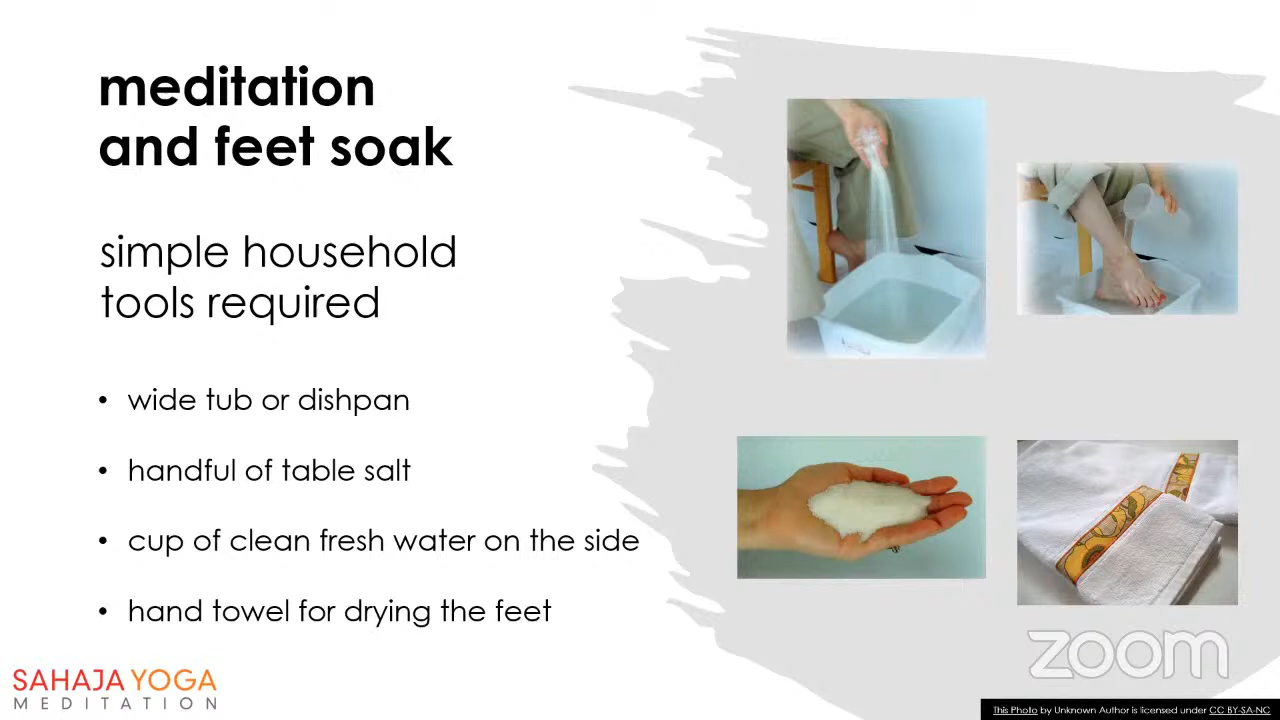 meditation
and feet soak
simple household
tools required
• wide tub or dishpan
• handful of table salt
• cup of clean fresh water on the side
• hand towel for drying the feet
SAHAJA YOGA
MEDITATION
zoom
This Photo by Unknown Author is licensed under CC BY-SA-NC